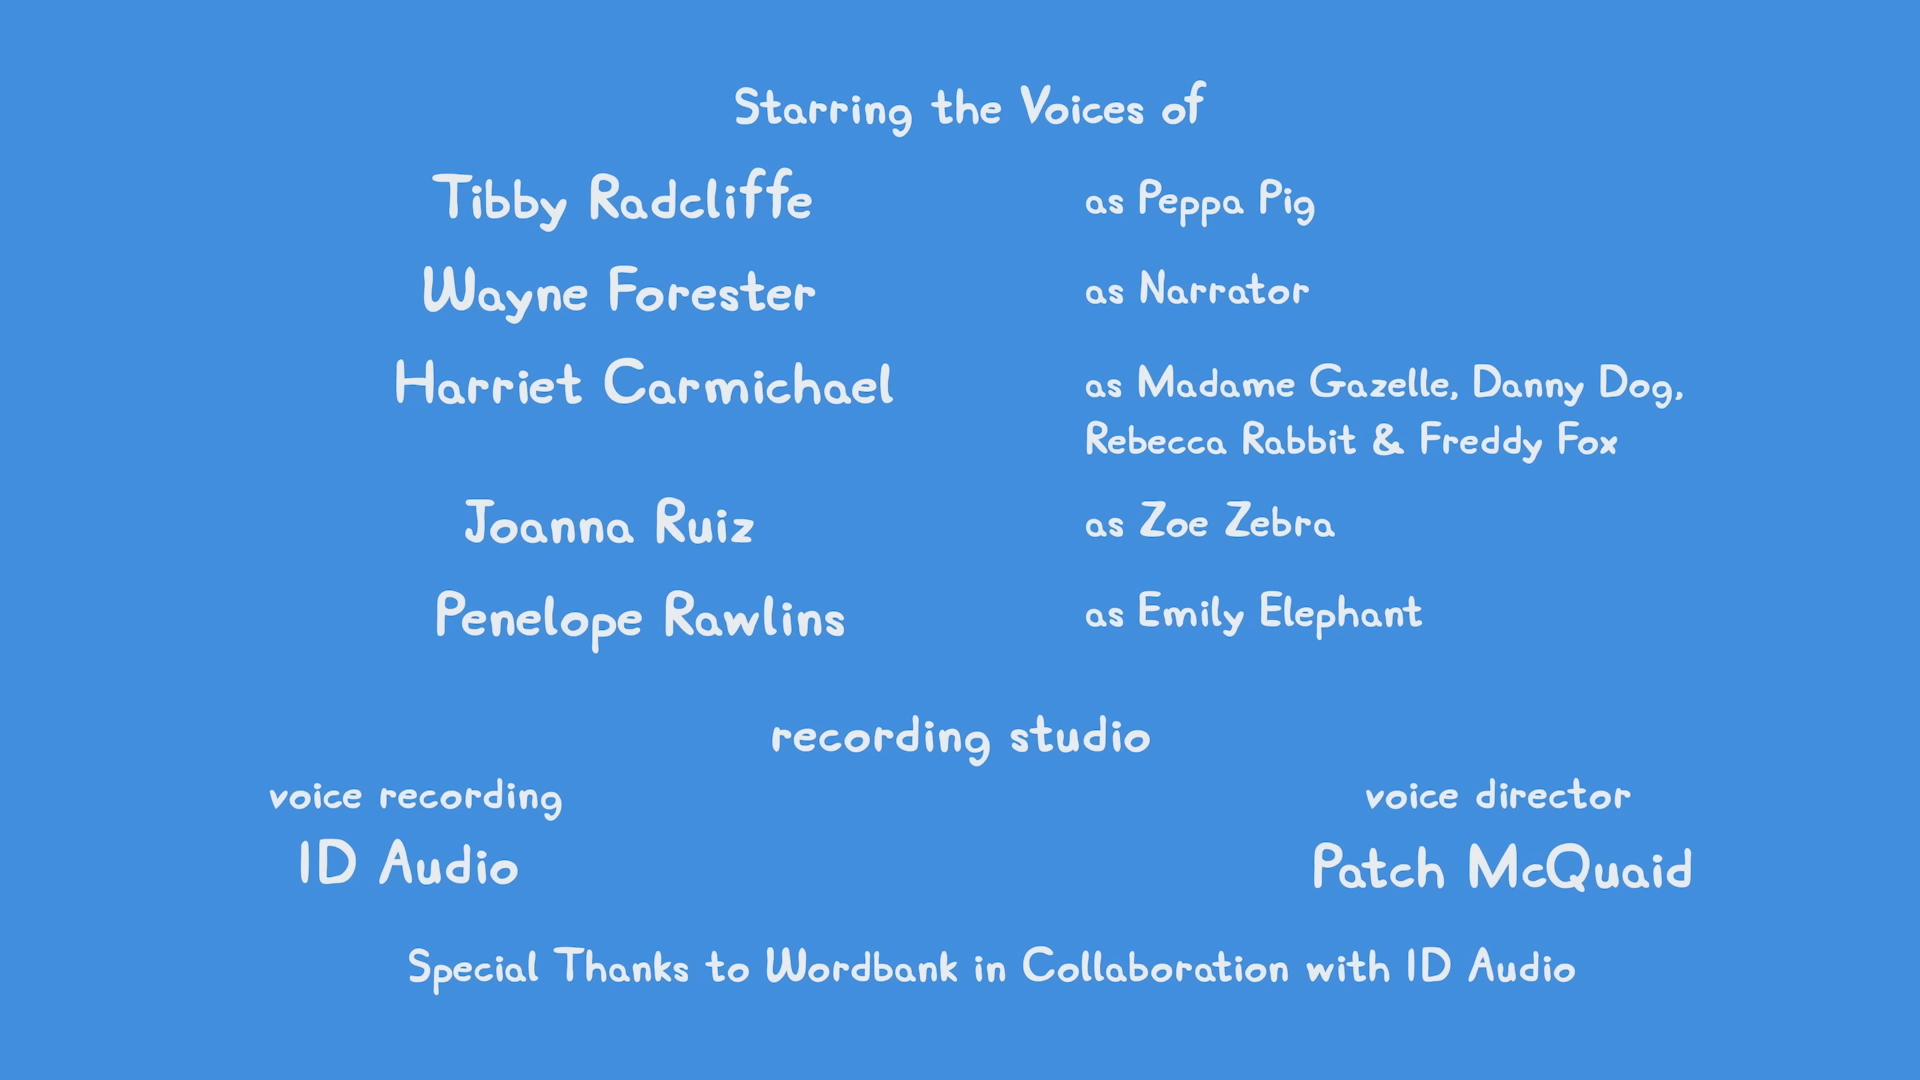 Starring the Voices of
Tibby Radcliffe as Peppa Pig
Wayne Forester as Narrator
Harriet Carmichael as Madame Gazelle, Danny Dog,
Rebecca Rabbit & Freddy Fox
Joanna Ruiz as Zoe Zebra
Penelope Rawlins as Emily Elephant
recording studio
voice recording
ID Audio
voice director
Patch McQuaid
Special Thanks to Wordbank in Collaboration with ID Audio